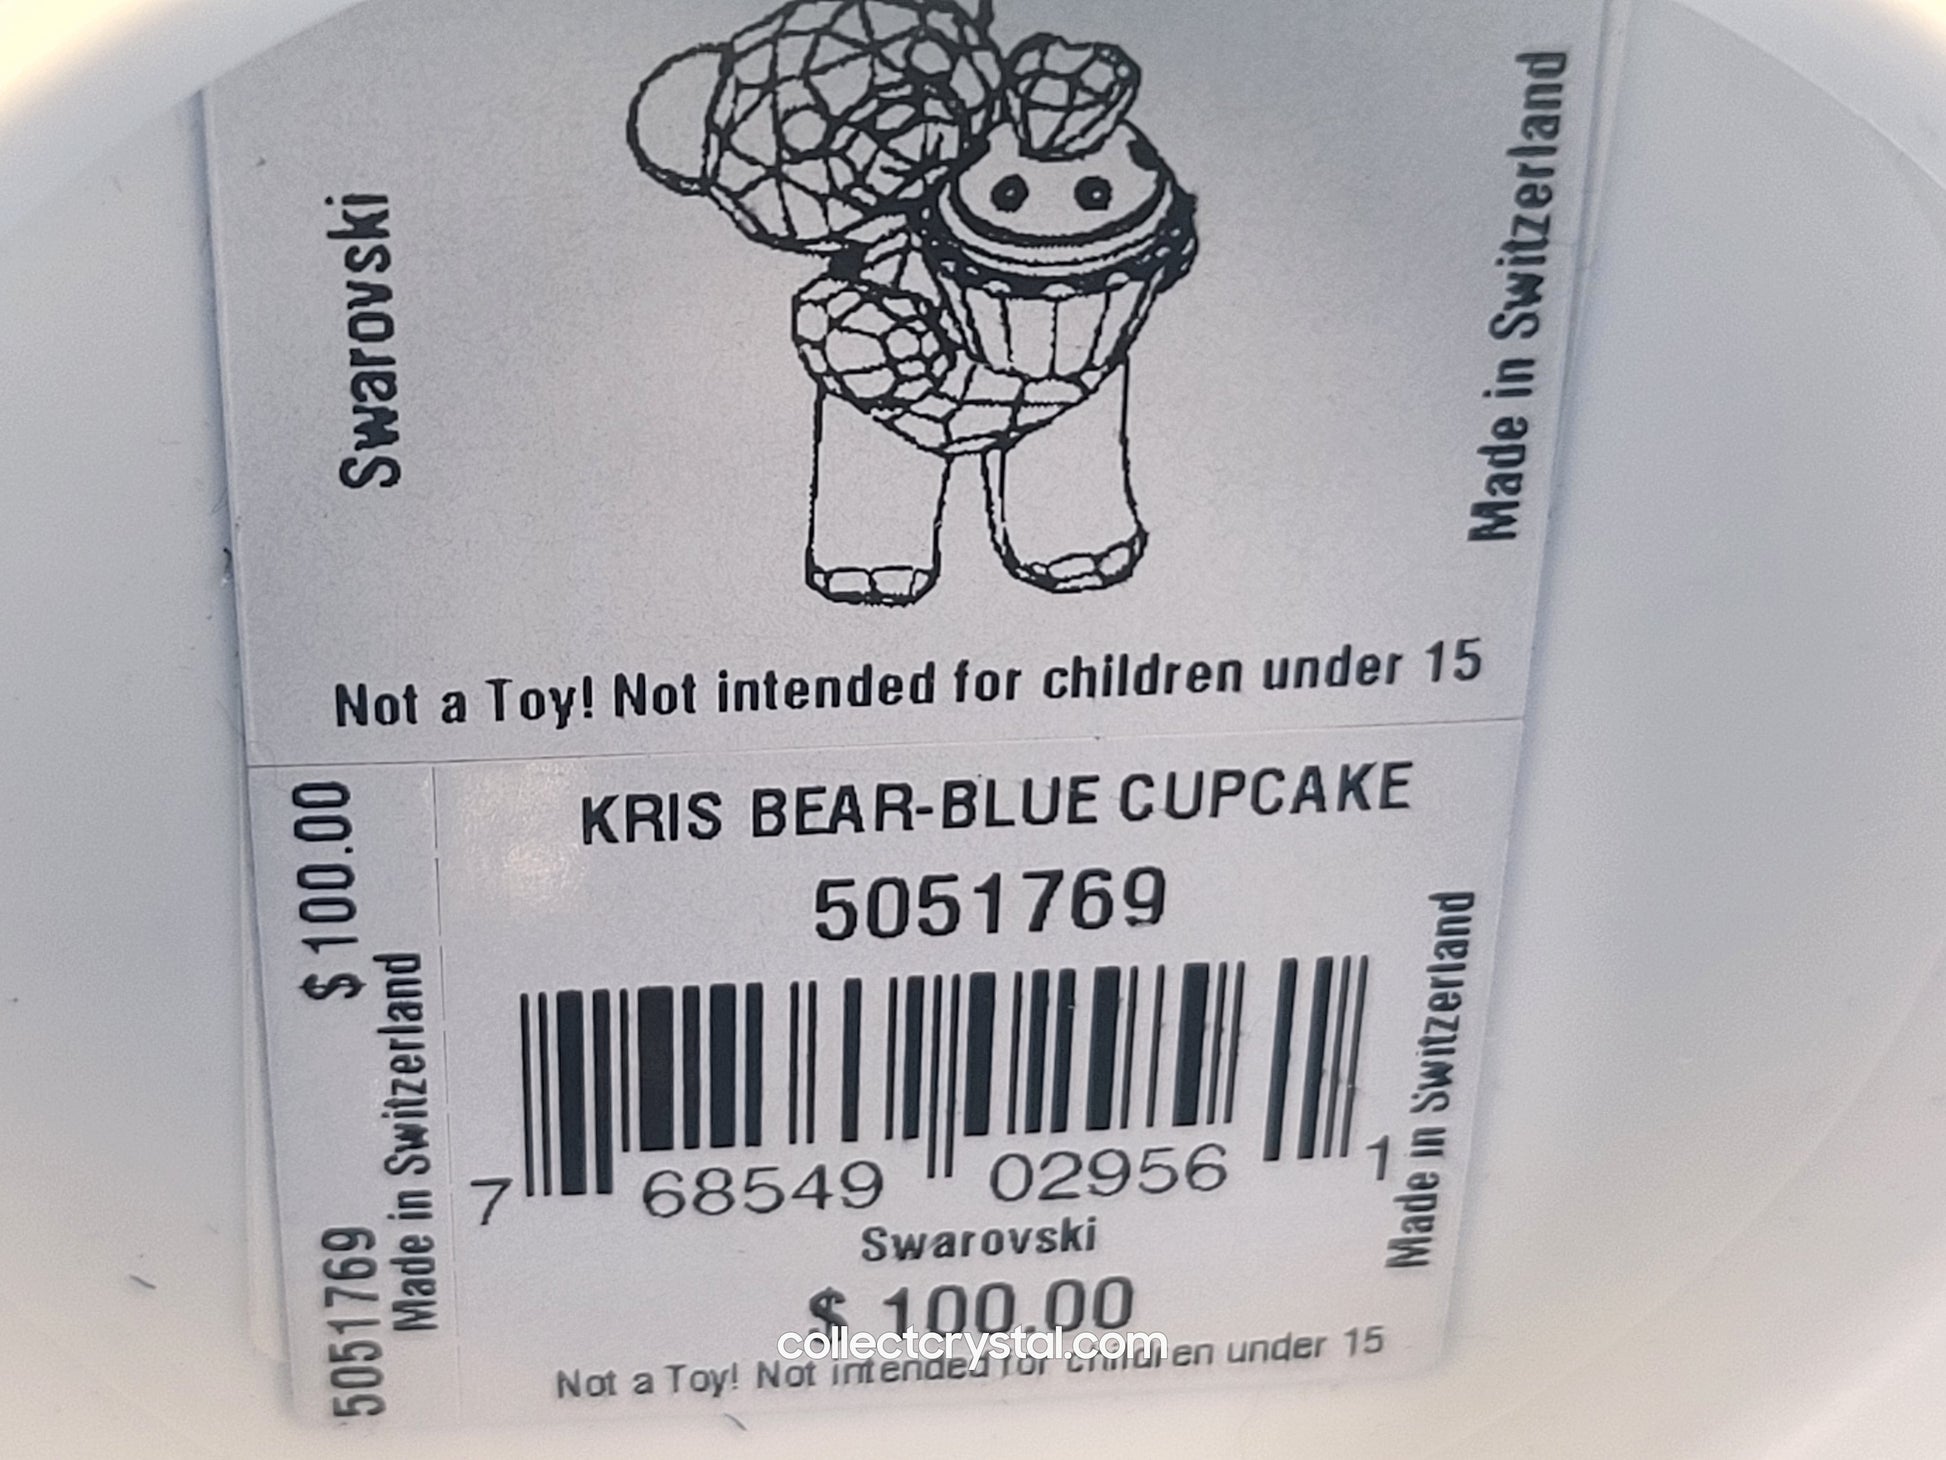 Swarovski
Made in Switzerland
Not a Toy! Not intended for children under 15
$ 100.00
5051769
Made in Switzerland
KRIS BEAR-BLUE CUPCAKE
5051769
7 68549 02956 1
Swarovski
$ 100.00
Not a Toy! Not intended for children under 15
Made in Switzerland
collectcrystal.com